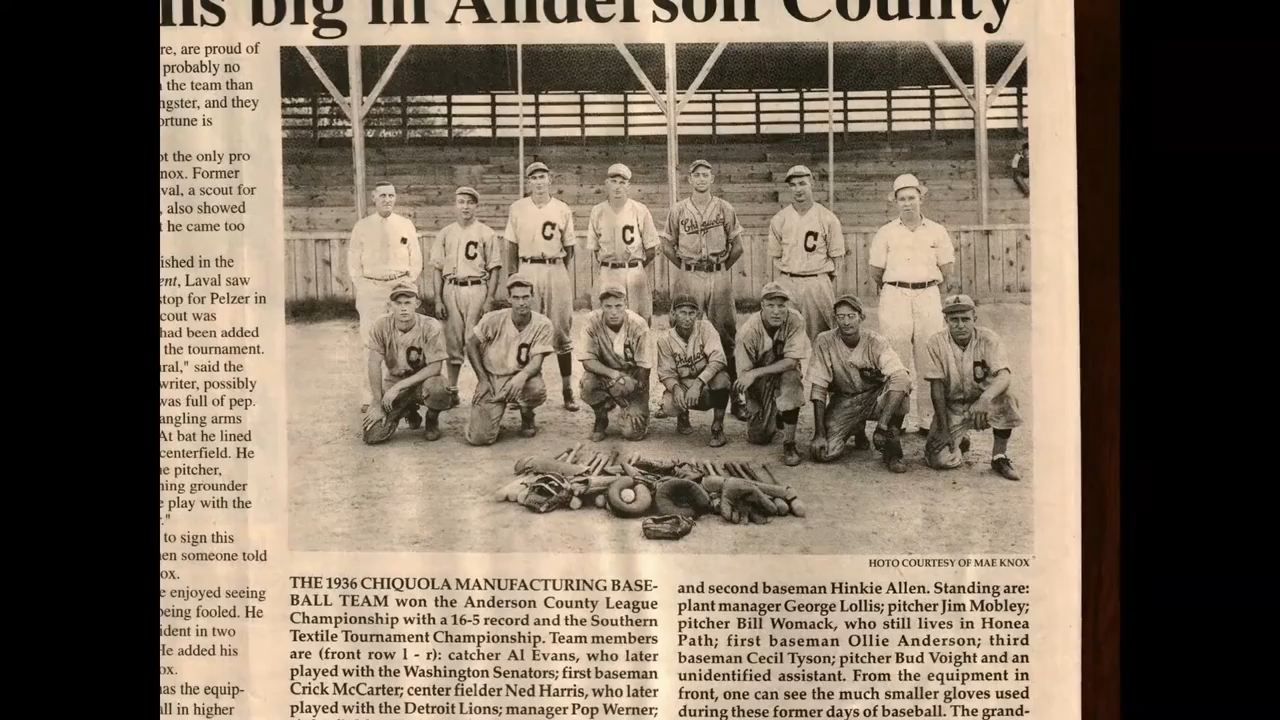 ns big in Anderson County
re, are proud of
probably no
the team than
ngster, and they
ortune is
ot the only pro
nox. Former
val, a scout for
, also showed
t he came too
ished in the
ent, Laval saw
stop for Pelzer in
cout was
had been added
the tournament.
ral," said the
writer, possibly
was full of pep.
angling arms
At bat he lined
centerfield. He
e pitcher,
ning grounder
e play with the
."
to sign this
en someone told
ox.
e enjoyed seeing
being fooled. He
ident in two
He added his
ox.
as the equip-
all in higher
C
C
C
Chiquola
C
C
C
Chiquola
A
C
HOTO COURTESY OF MAE KNOX
THE 1936 CHIQUOLA MANUFACTURING BASE-
BALL TEAM won the Anderson County League
Championship with a 16-5 record and the Southern
Textile Tournament Championship. Team members
are (front row l - r): catcher Al Evans, who later
played with the Washington Senators; first baseman
Crick McCarter; center fielder Ned Harris, who later
played with the Detroit Lions; manager Pop Werner;
and second baseman Hinkie Allen. Standing are:
plant manager George Lollis; pitcher Jim Mobley;
pitcher Bill Womack, who still lives in Honea
Path; first baseman Ollie Anderson; third
baseman Cecil Tyson; pitcher Bud Voight and an
unidentified assistant. From the equipment in
front, one can see the much smaller gloves used
during these former days of baseball. The grand-